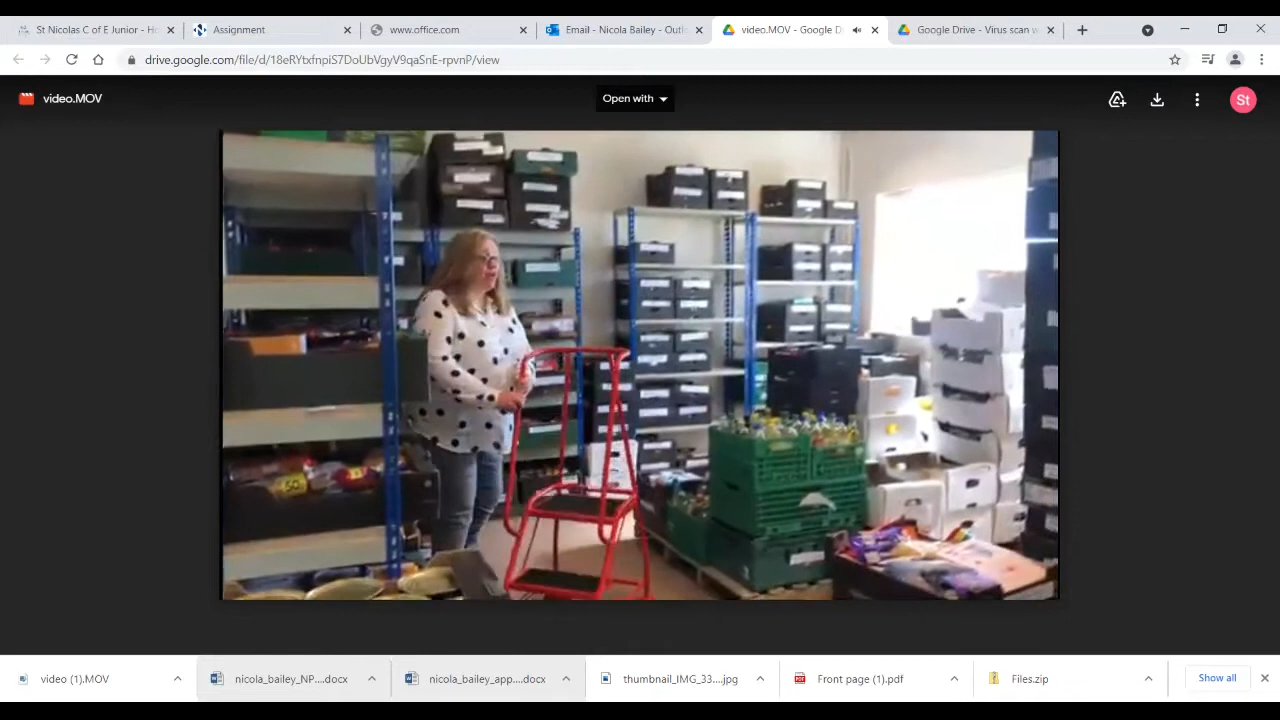 St Nicolas C of E Junior - Ho
Assignment
www.office.com
Email - Nicola Bailey - Outl
video.MOV - Google D
Google Drive - Virus scan w
drive.google.com/file/d/18eRYtxfnpiS7DoUbVgyV9qaSnE-rpvnP/view
video.MOV
Open with
St
50
video (1).MOV
nicola_bailey_NP....docx
nicola_bailey_app....docx
thumbnail_IMG_33....jpg
Front page (1).pdf
Files.zip
Show all